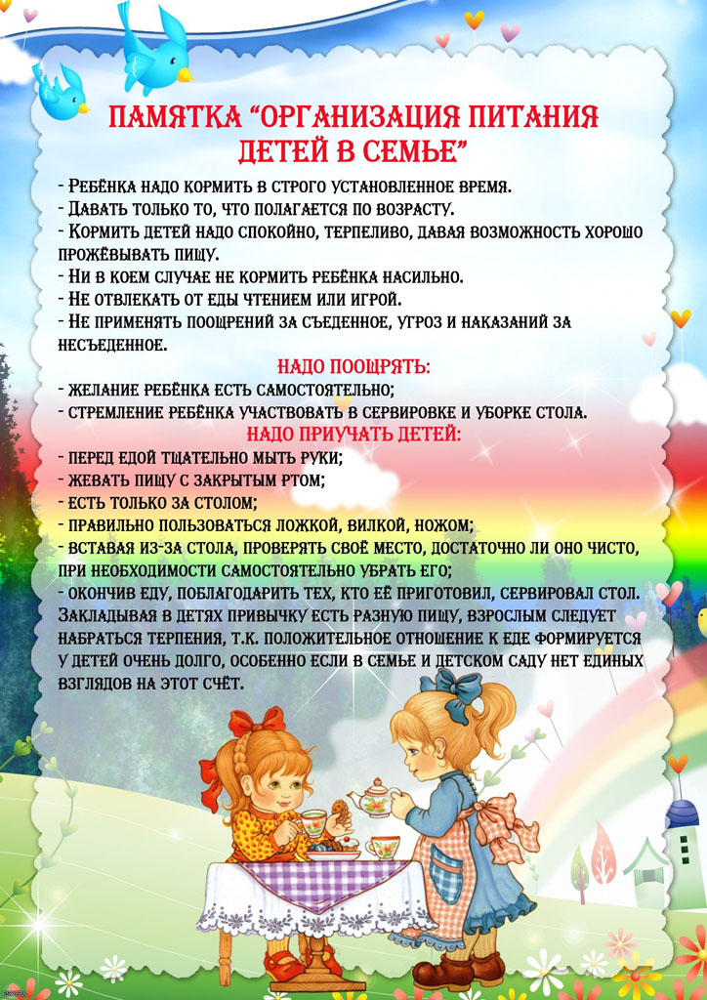 ПАМЯТКА “ОРГАНИЗАЦИЯ ПИТАНИЯ
ДЕТЕЙ В СЕМЬЕ”
- РЕБЁНКА НАДО КОРМИТЬ В СТРОГО УСТАНОВЛЕННОЕ ВРЕМЯ.
- ДАВАТЬ ТОЛЬКО ТО, ЧТО ПОЛАГАЕТСЯ ПО ВОЗРАСТУ.
- КОРМИТЬ ДЕТЕЙ НАДО СПОКОЙНО, ТЕРПЕЛИВО, ДАВАЯ ВОЗМОЖНОСТЬ ХОРОШО
ПРОЖЁВЫВАТЬ ПИЩУ.
- НИ В КОЕМ СЛУЧАЕ НЕ КОРМИТЬ РЕБЁНКА НАСИЛЬНО.
- НЕ ОТВЛЕКАТЬ ОТ ЕДЫ ЧТЕНИЕМ ИЛИ ИГРОЙ.
- НЕ ПРИМЕНЯТЬ ПООЩРЕНИЙ ЗА СЪЕДЕННОЕ, УГРОЗ И НАКАЗАНИЙ ЗА
НЕСЪЕДЕННОЕ.
НАДО ПООЩРЯТЬ:
- ЖЕЛАНИЕ РЕБЁНКА ЕСТЬ САМОСТОЯТЕЛЬНО;
- СТРЕМЛЕНИЕ РЕБЁНКА УЧАСТВОВАТЬ В СЕРВИРОВКЕ И УБОРКЕ СТОЛА.
НАДО ПРИУЧАТЬ ДЕТЕЙ:
- ПЕРЕД ЕДОЙ ТЩАТЕЛЬНО МЫТЬ РУКИ;
- ЖЕВАТЬ ПИЩУ С ЗАКРЫТЫМ РТОМ;
- ЕСТЬ ТОЛЬКО ЗА СТОЛОМ;
- ПРАВИЛЬНО ПОЛЬЗОВАТЬСЯ ЛОЖКОЙ, ВИЛКОЙ, НОЖОМ;
- ВСТАВАЯ ИЗ-ЗА СТОЛА, ПРОВЕРЯТЬ СВОЁ МЕСТО, ДОСТАТОЧНО ЛИ ОНО ЧИСТО,
ПРИ НЕОБХОДИМОСТИ САМОСТОЯТЕЛЬНО УБРАТЬ ЕГО;
- ОКОНЧИВ ЕДУ, ПОБЛАГОДАРИТЬ ТЕХ, КТО ЕЁ ПРИГОТОВИЛ, СЕРВИРОВАЛ СТОЛ.
ЗАКЛАДЫВАЯ В ДЕТЯХ ПРИВЫЧКУ ЕСТЬ РАЗНУЮ ПИЩУ, ВЗРОСЛЫМ СЛЕДУЕТ
НАБРАТЬСЯ ТЕРПЕНИЯ, Т.К. ПОЛОЖИТЕЛЬНОЕ ОТНОШЕНИЕ К ЕДЕ ФОРМИРУЕТСЯ
У ДЕТЕЙ ОЧЕНЬ ДОЛГО, ОСОБЕННО ЕСЛИ В СЕМЬЕ И ДЕТСКОМ САДУ НЕТ ЕДИНЫХ
ВЗГЛЯДОВ НА ЭТОТ СЧЁТ.